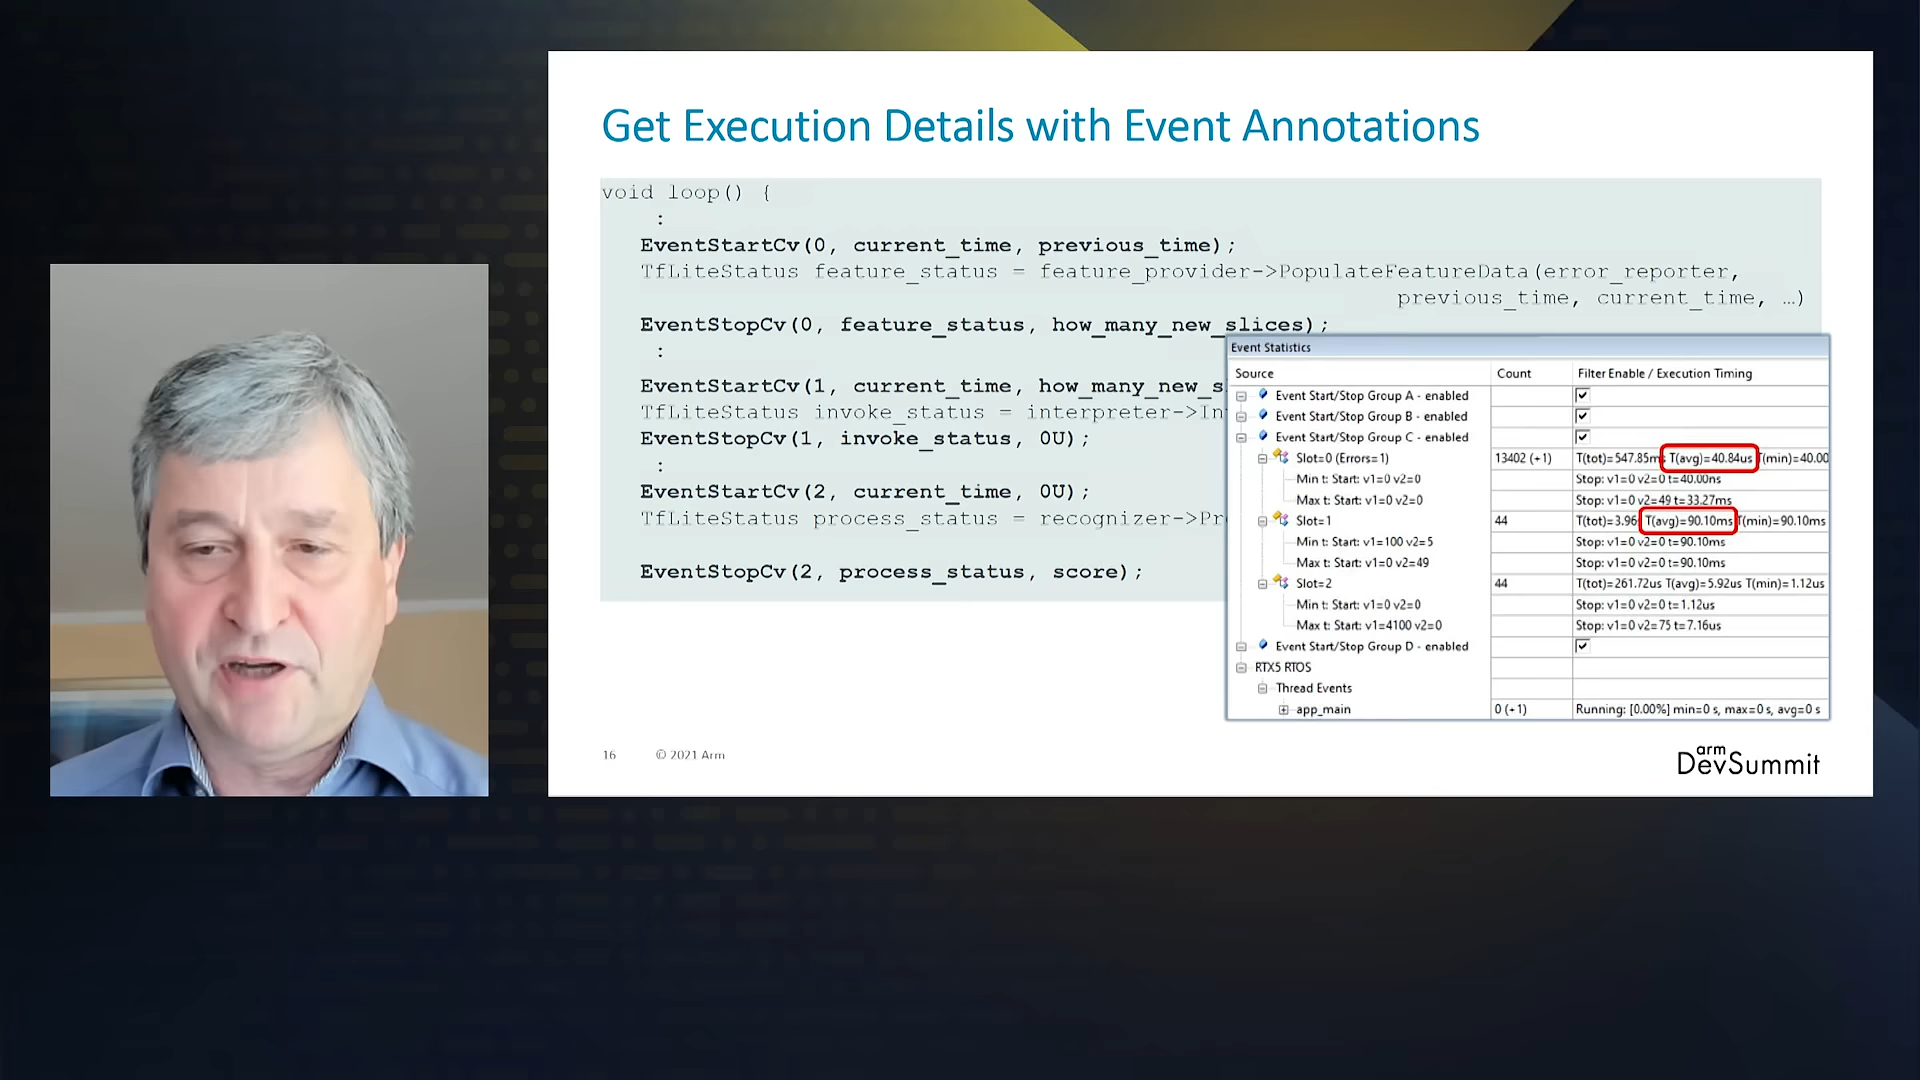 Get Execution Details with Event Annotations
void loop() {
:
EventStartCv(0, current_time, previous_time);
TfLiteStatus feature_status = feature_provider->PopulateFeatureData(error_reporter,
previous_time, current_time, …)
EventStopCv(0, feature_status, how_many_new_slices);
:
EventStartCv(1, current_time, how_many_new_s
TfLiteStatus invoke_status = interpreter->In
EventStopCv(1, invoke_status, 0U);
:
EventStartCv(2, current_time, 0U);
TfLiteStatus process_status = recognizer->Pr
EventStopCv(2, process_status, score);
Event Statistics
Source Count Filter Enable / Execution Timing
Event Start/Stop Group A - enabled
Event Start/Stop Group B - enabled
Event Start/Stop Group C - enabled
Slot=0 (Errors=1) 13402 (+1) T(tot)=547.85m T(avg)=40.84us T(min)=40.00
Min t: Start: v1=0 v2=0 Stop: v1=0 v2=0 t=40.00ns
Max t: Start: v1=0 v2=0 Stop: v1=0 v2=49 t=33.27ms
Slot=1 44 T(tot)=3.96 T(avg)=90.10ms T(min)=90.10ms
Min t: Start: v1=100 v2=5 Stop: v1=0 v2=0 t=90.10ms
Max t: Start: v1=0 v2=49 Stop: v1=0 v2=0 t=90.10ms
Slot=2 44 T(tot)=261.72us T(avg)=5.92us T(min)=1.12us
Min t: Start: v1=0 v2=0 Stop: v1=0 v2=0 t=1.12us
Max t: Start: v1=4100 v2=0 Stop: v1=0 v2=75 t=7.16us
Event Start/Stop Group D - enabled
RTX5 RTOS
Thread Events
app_main 0 (+1) Running: [0.00%] min=0 s, max=0 s, avg=0 s
16 © 2021 Arm
arm
DevSummit